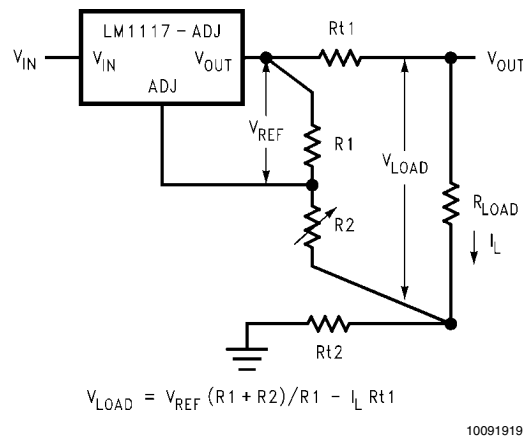 LM1117-ADJ
Rt1
V_IN
V_IN
V_OUT
V_OUT
ADJ
V_REF
R1
V_LOAD
R2
R_LOAD
I_L
Rt2
V_LOAD = V_REF (R1 + R2)/R1 - I_L Rt1
10091919